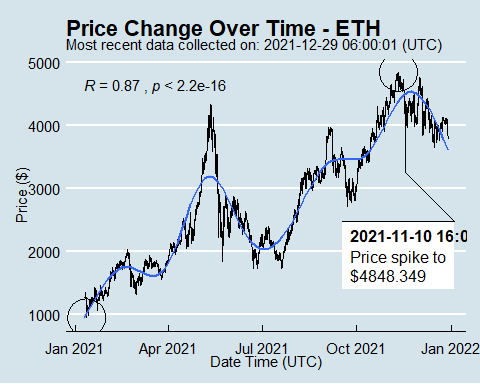 Price Change Over Time - ETH
Most recent data collected on: 2021-12-29 06:00:01 (UTC)
R = 0.87 , p < 2.2e-16
5000
4000
3000
2000
1000
Price ($)
2021-11-10 16:0
Price spike to
$4848.349
Jan 2021
Apr 2021
Jul 2021
Oct 2021
Jan 2022
Date Time (UTC)